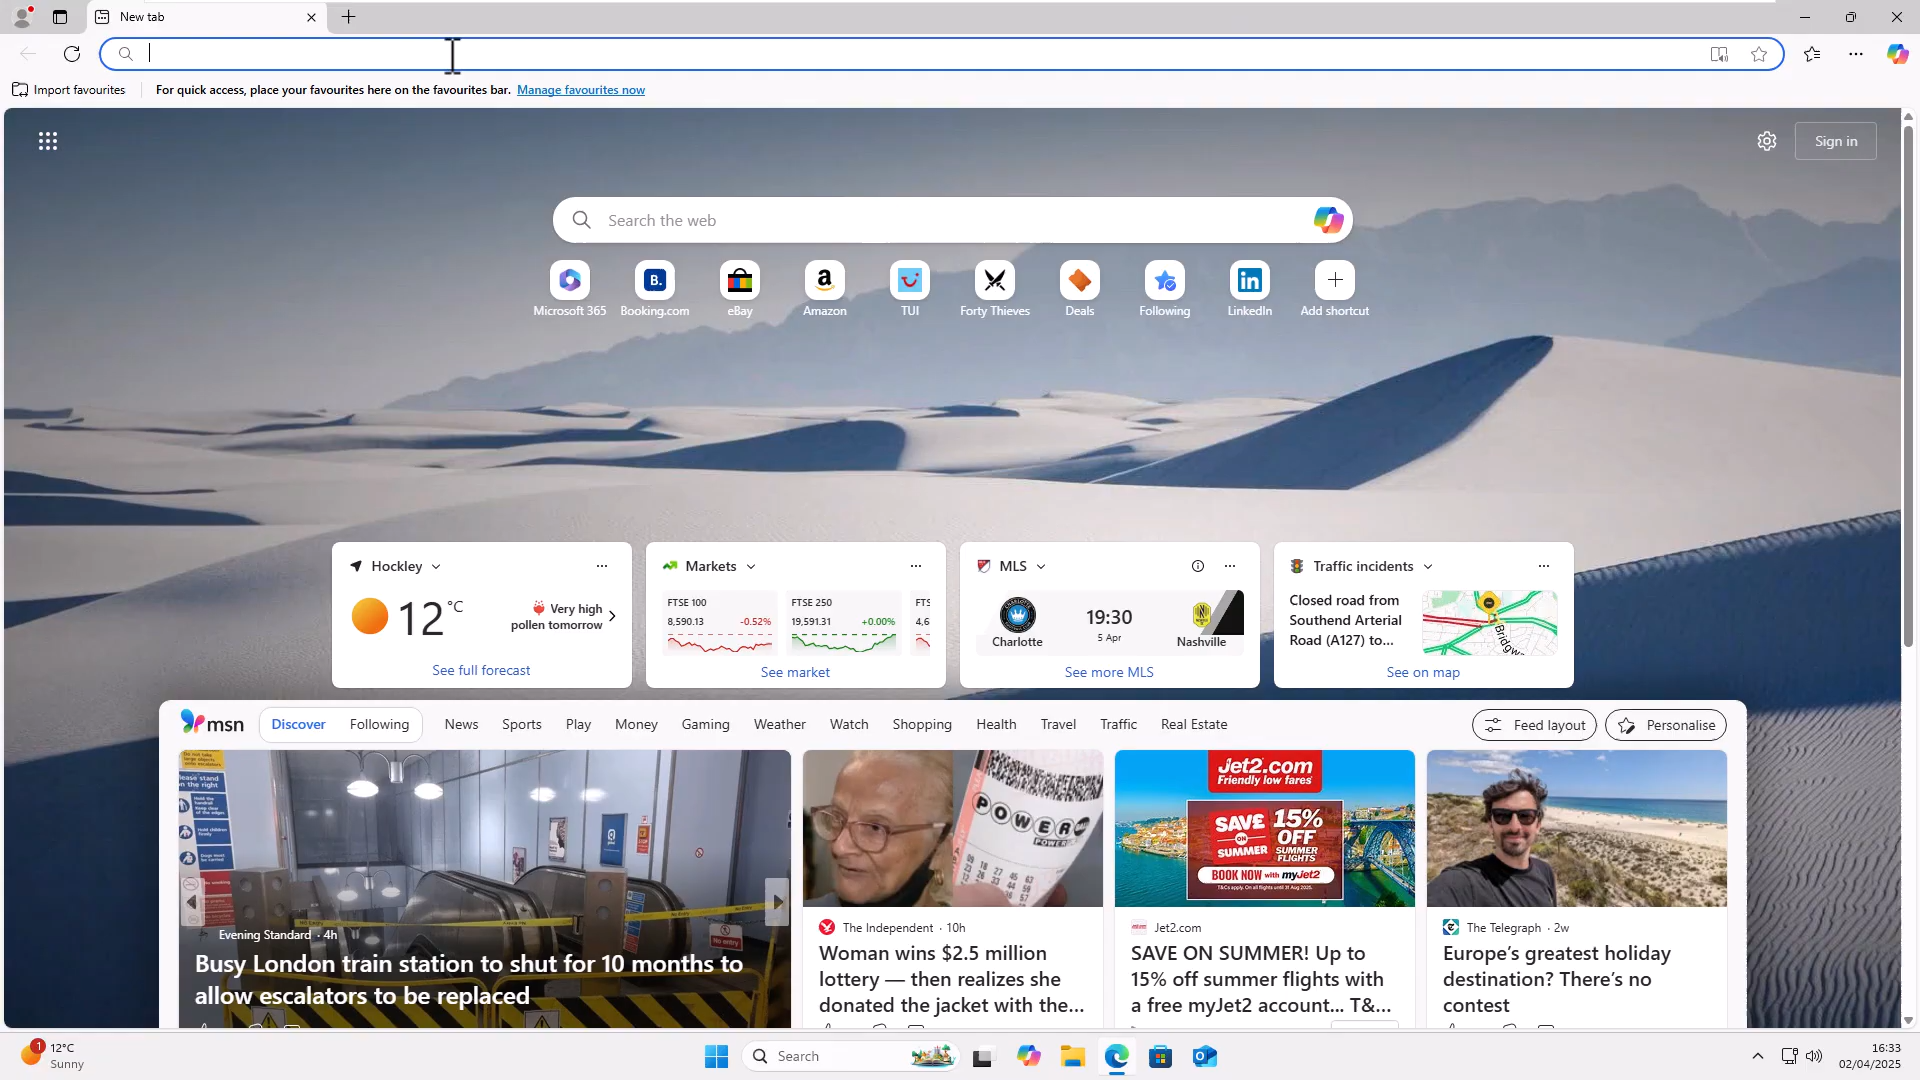 New tab
Import favourites
For quick access, place your favourites here on the favourites bar. Manage favourites now
Sign in
Search the web
Microsoft 365
Booking.com
eBay
Amazon
TUI
Forty Thieves
Deals
Following
LinkedIn
Add shortcut
Hockley
12 °C
Very high
pollen tomorrow
See full forecast
Markets
FTSE 100
8,590.13 -0.52%
FTSE 250
19,591.31 +0.00%
FTS
4,6
See market
MLS
Charlotte
19:30
5 Apr
Nashville
See more MLS
Traffic incidents
Closed road from
Southend Arterial
Road (A127) to...
See on map
msn
Discover
Following
News
Sports
Play
Money
Gaming
Weather
Watch
Shopping
Health
Travel
Traffic
Real Estate
Feed layout
Personalise
Evening Standard · 4h
Busy London train station to shut for 10 months to
allow escalators to be replaced
No entry
POWER
The Independent · 10h
Woman wins $2.5 million
lottery — then realizes she
donated the jacket with the...
Jet2.com
Friendly low fares
SAVE
ON
SUMMER
15%
OFF
SUMMER
FLIGHTS
BOOK NOW with myJet2
Jet2.com
SAVE ON SUMMER! Up to
15% off summer flights with
a free myJet2 account... T&...
The Telegraph · 2w
Europe's greatest holiday
destination? There's no
contest
1
12°C
Sunny
Search
16:33
02/04/2025